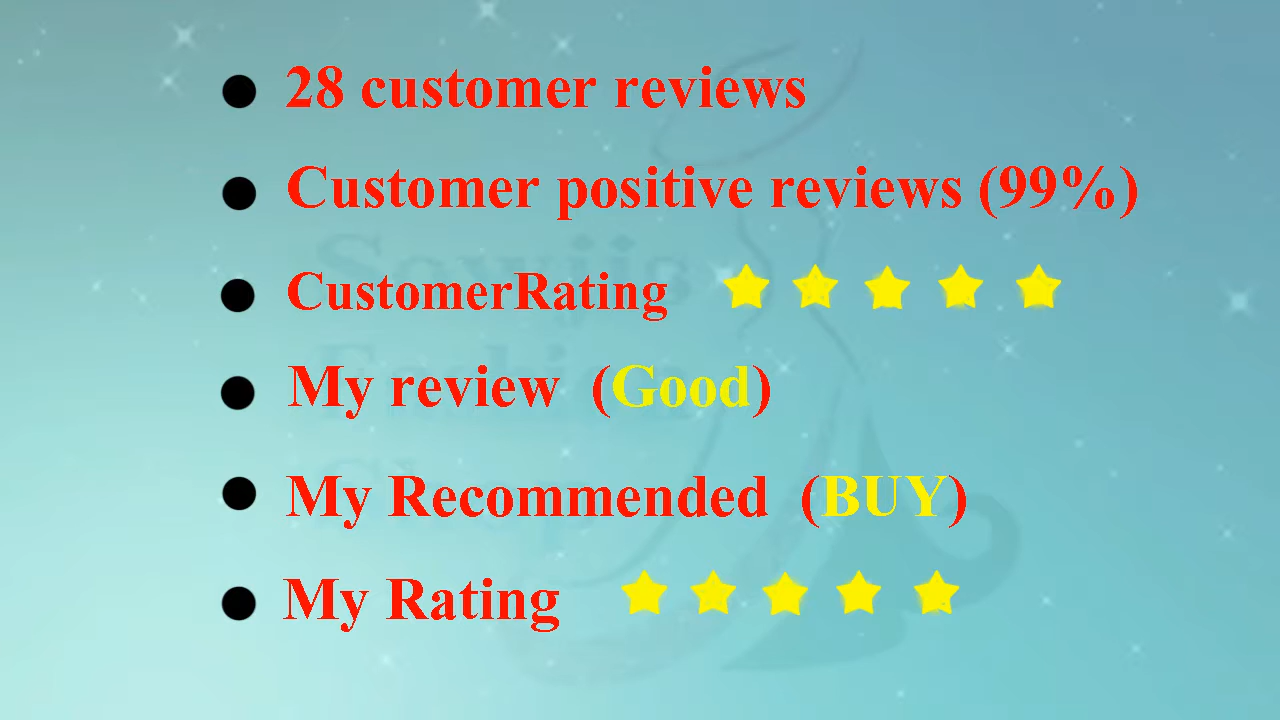 28 customer reviews
Customer positive reviews (99%)
CustomerRating
My review (Good)
My Recommended (BUY)
My Rating